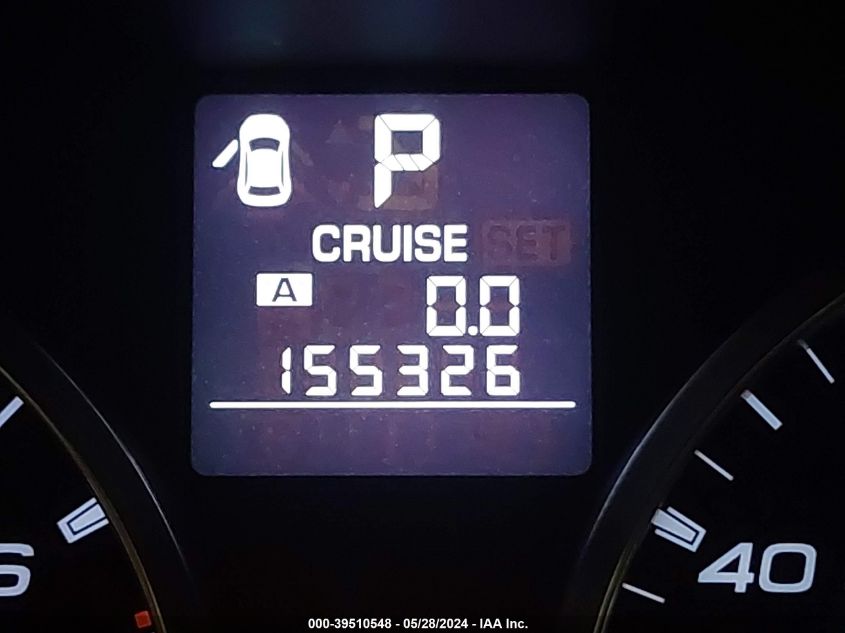 P
CRUISE SET
A 0.0
155326
6 40
000-39510548 - 05/28/2024 - IAA Inc.